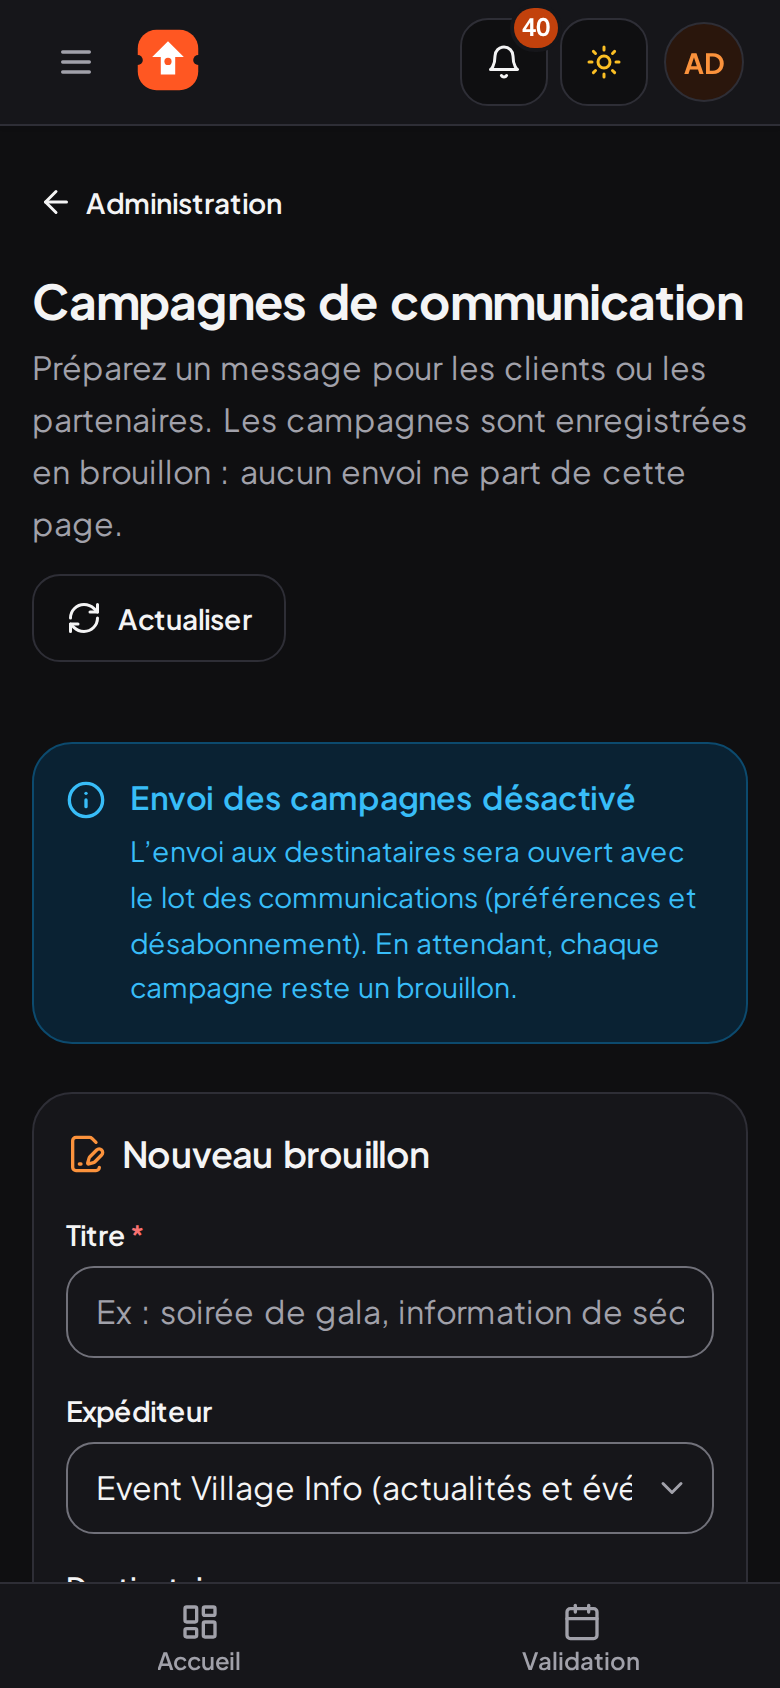 40
AD
Administration
Campagnes de communication
Préparez un message pour les clients ou les
partenaires. Les campagnes sont enregistrées
en brouillon : aucun envoi ne part de cette
page.
Actualiser
Envoi des campagnes désactivé
L’envoi aux destinataires sera ouvert avec
le lot des communications (préférences et
désabonnement). En attendant, chaque
campagne reste un brouillon.
Nouveau brouillon
Titre *
Ex : soirée de gala, information de séc
Expéditeur
Event Village Info (actualités et évé
Accueil
Validation